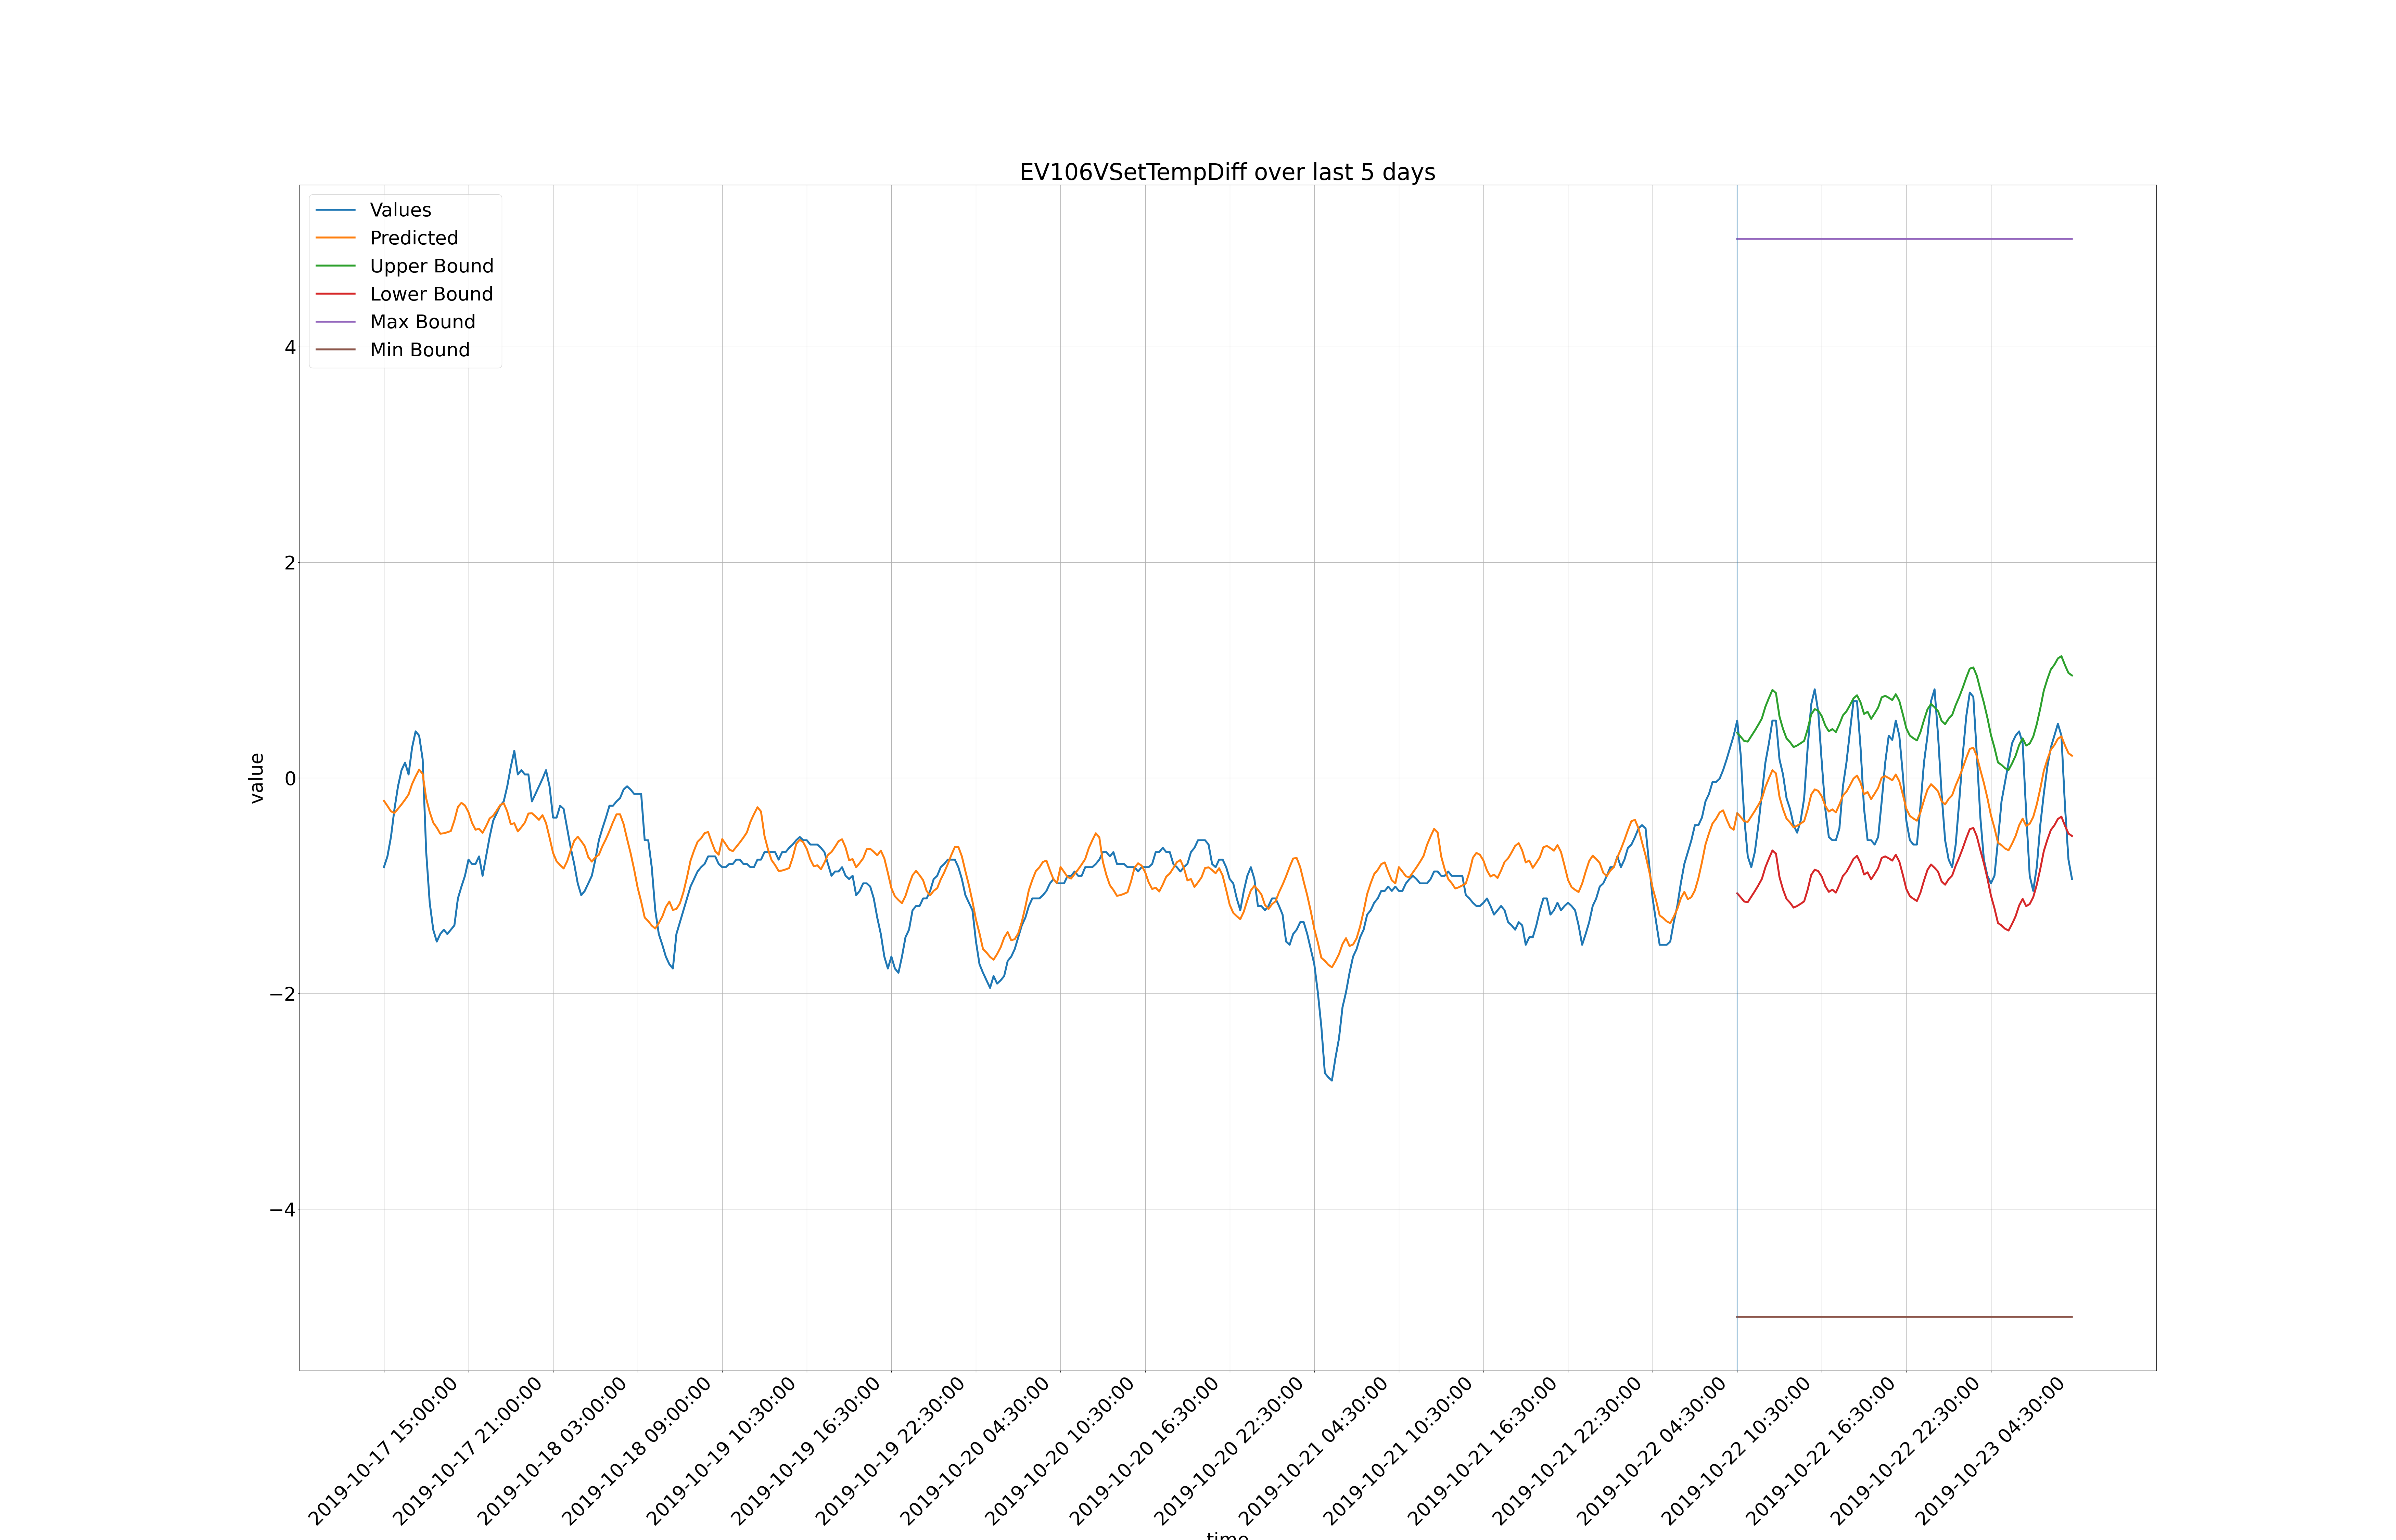 EV106VSetTempDiff over last 5 days
Values
Predicted
Upper Bound
Lower Bound
Max Bound
Min Bound
4
2
0
−2
−4
value
2019-10-17 15:00:00
2019-10-17 21:00:00
2019-10-18 03:00:00
2019-10-18 09:00:00
2019-10-19 10:30:00
2019-10-19 16:30:00
2019-10-19 22:30:00
2019-10-20 04:30:00
2019-10-20 10:30:00
2019-10-20 16:30:00
2019-10-20 22:30:00
2019-10-21 04:30:00
2019-10-21 10:30:00
2019-10-21 16:30:00
2019-10-21 22:30:00
2019-10-22 04:30:00
2019-10-22 10:30:00
2019-10-22 16:30:00
2019-10-22 22:30:00
2019-10-23 04:30:00
time